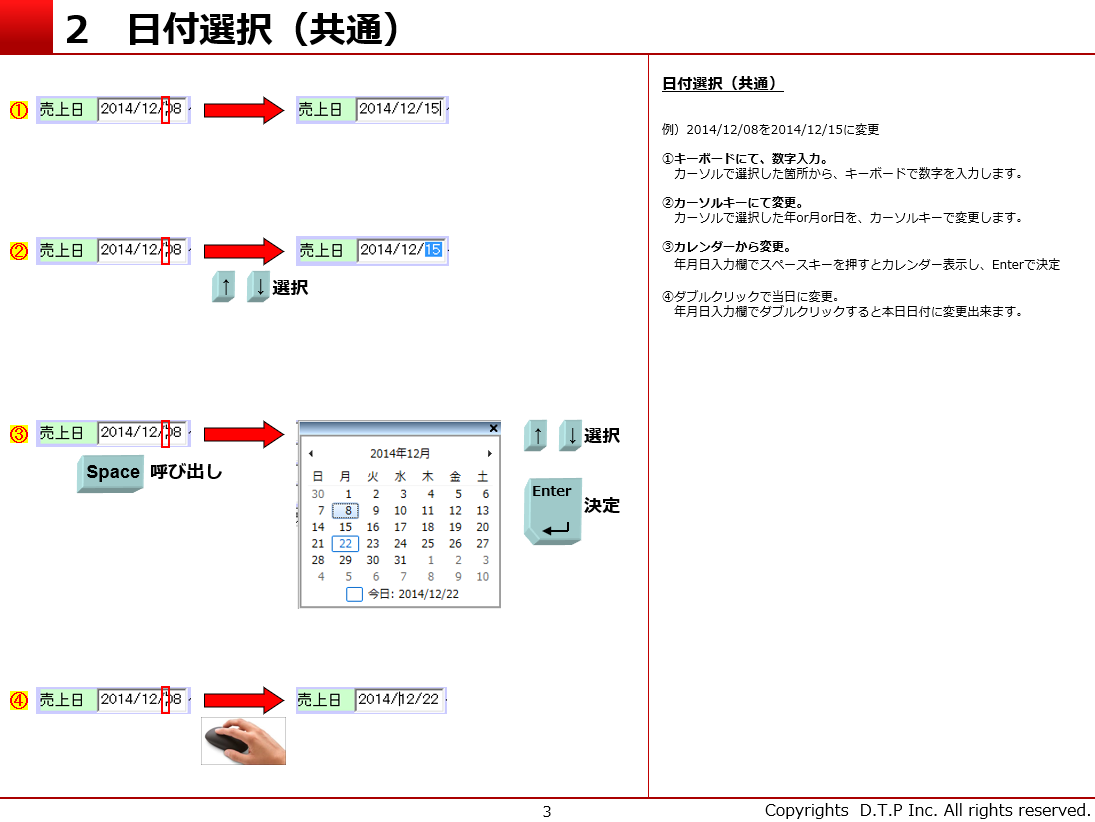 2　日付選択（共通）
① 売上日 2014/12/08 売上日 2014/12/15
② 売上日 2014/12/08 売上日 2014/12/15
↑ ↓ 選択
③ 売上日 2014/12/08
Space 呼び出し
2014年12月
日 月 火 水 木 金 土
30 1 2 3 4 5 6
7 8 9 10 11 12 13
14 15 16 17 18 19 20
21 22 23 24 25 26 27
28 29 30 31 1 2 3
4 5 6 7 8 9 10
今日: 2014/12/22
↑ ↓ 選択
Enter 決定
④ 売上日 2014/12/08 売上日 2014/12/22
日付選択（共通）
例）2014/12/08を2014/12/15に変更
①キーボードにて、数字入力。
カーソルで選択した箇所から、キーボードで数字を入力します。
②カーソルキーにて変更。
カーソルで選択した年or月or日を、カーソルキーで変更します。
③カレンダーから変更。
年月日入力欄でスペースキーを押すとカレンダー表示し、Enterで決定
④ダブルクリックで当日に変更。
年月日入力欄でダブルクリックすると本日日付に変更出来ます。
3
Copyrights D.T.P Inc. All rights reserved.